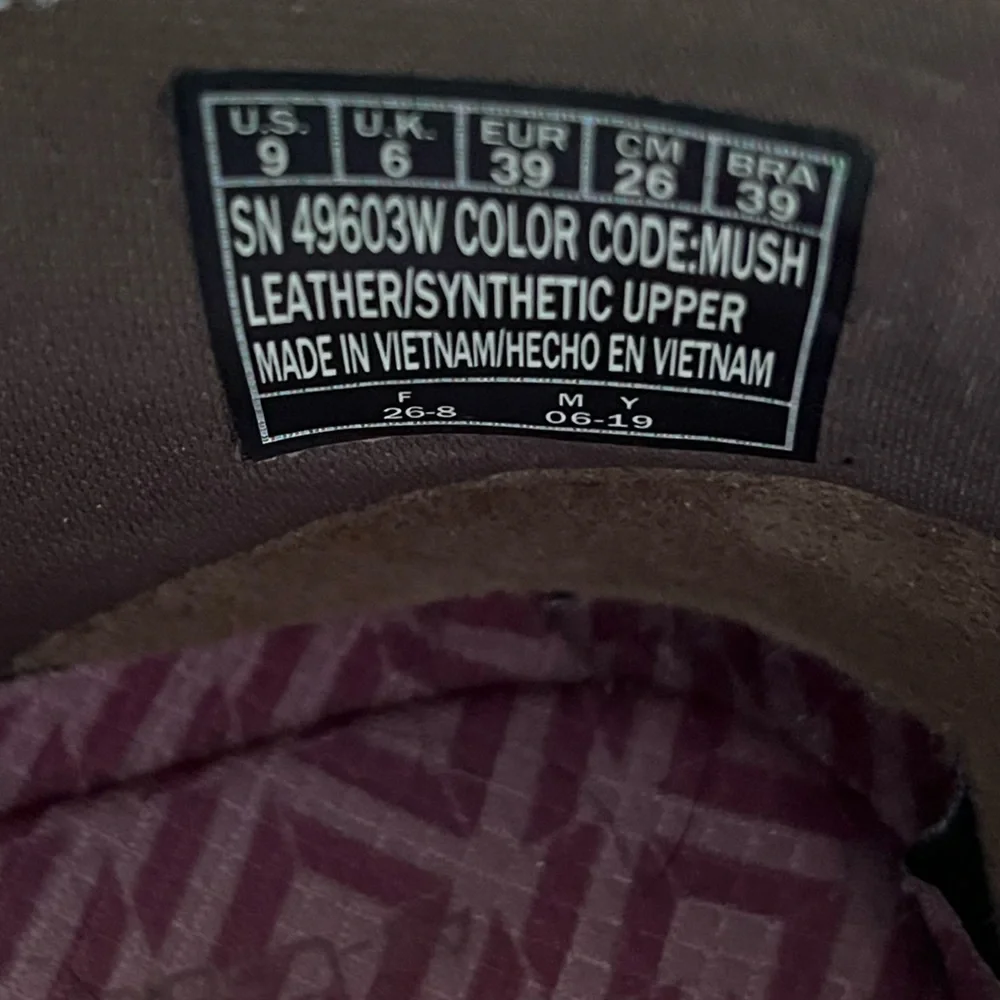 U.S. U.K. EUR CM BRA
9 6 39 26 39
SN 49603W COLOR CODE:MUSH
LEATHER/SYNTHETIC UPPER
MADE IN VIETNAM/HECHO EN VIETNAM
F M Y
26-8 06-19